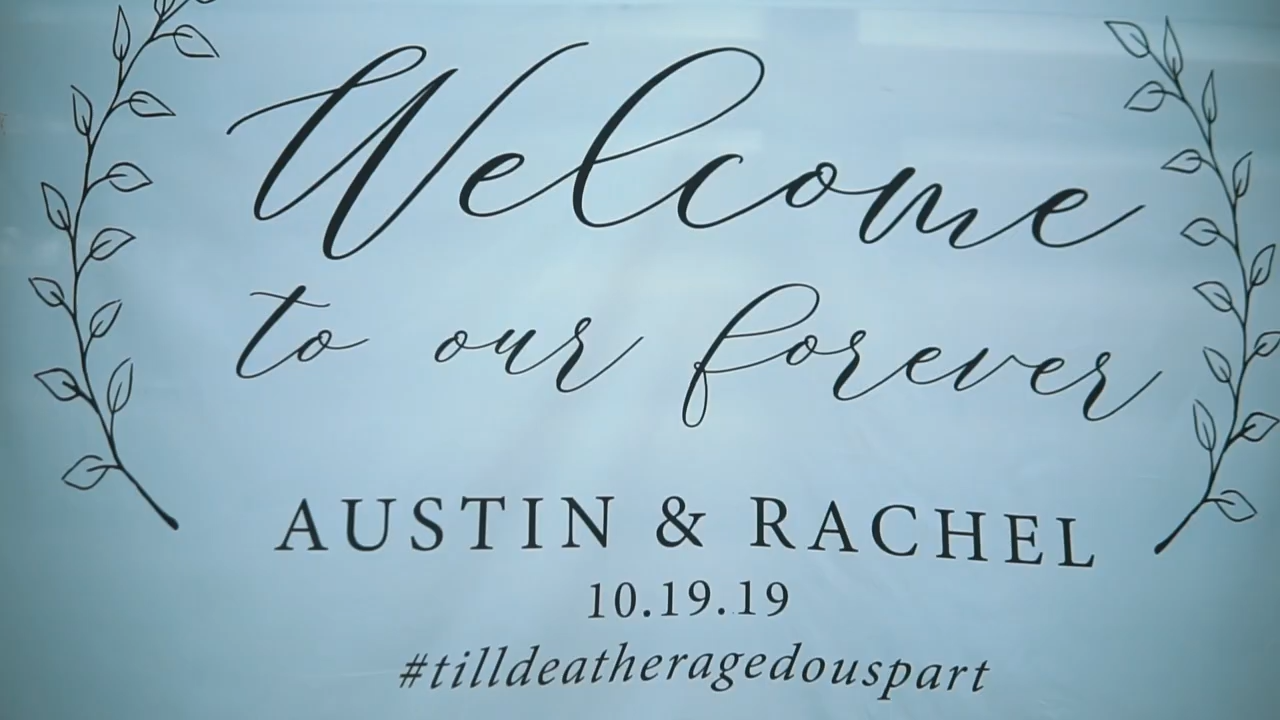 Welcome
to our forever
AUSTIN & RACHEL
10.19.19
#tilldeatheragedouspart